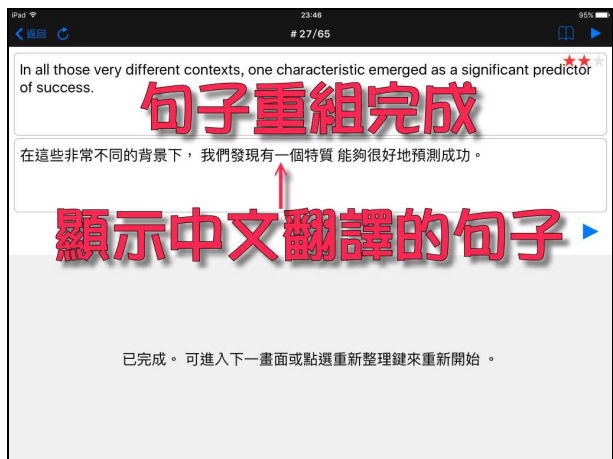 iPad
23:46
95%
返回
# 27/65
In all those very different contexts, one characteristic emerged as a significant predictor
of success.
句子重組完成
在這些非常不同的背景下， 我們發現有一個特質 能夠很好地預測成功。
顯示中文翻譯的句子
已完成。 可進入下一畫面或點選重新整理鍵來重新開始 。